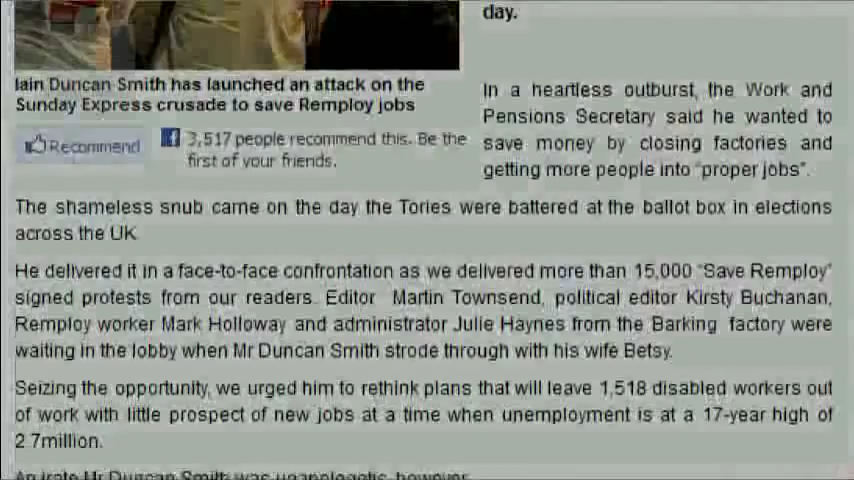 day.
Iain Duncan Smith has launched an attack on the
Sunday Express crusade to save Remploy jobs
Recommend
3,517 people recommend this. Be the
first of your friends.
In a heartless outburst, the Work and
Pensions Secretary said he wanted to
save money by closing factories and
getting more people into "proper jobs".
The shameless snub came on the day the Tories were battered at the ballot box in elections
across the UK.
He delivered it in a face-to-face confrontation as we delivered more than 15,000 "Save Remploy"
signed protests from our readers. Editor Martin Townsend, political editor Kirsty Buchanan,
Remploy worker Mark Holloway and administrator Julie Haynes from the Barking factory were
waiting in the lobby when Mr Duncan Smith strode through with his wife Betsy.
Seizing the opportunity, we urged him to rethink plans that will leave 1,518 disabled workers out
of work with little prospect of new jobs at a time when unemployment is at a 17-year high of
2.7million.
An irate Mr Duncan Smith was unapologetic, however.